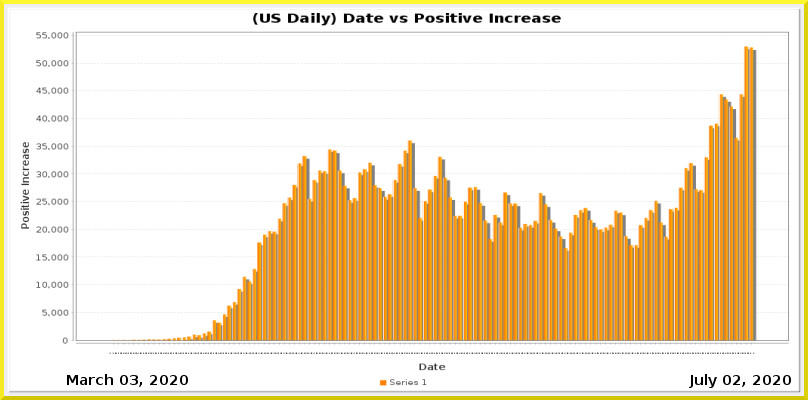 (US Daily) Date vs Positive Increase
55,000
50,000
45,000
40,000
35,000
30,000
25,000
20,000
15,000
10,000
5,000
0
Positive Increase
Date
March 03, 2020
Series 1
July 02, 2020